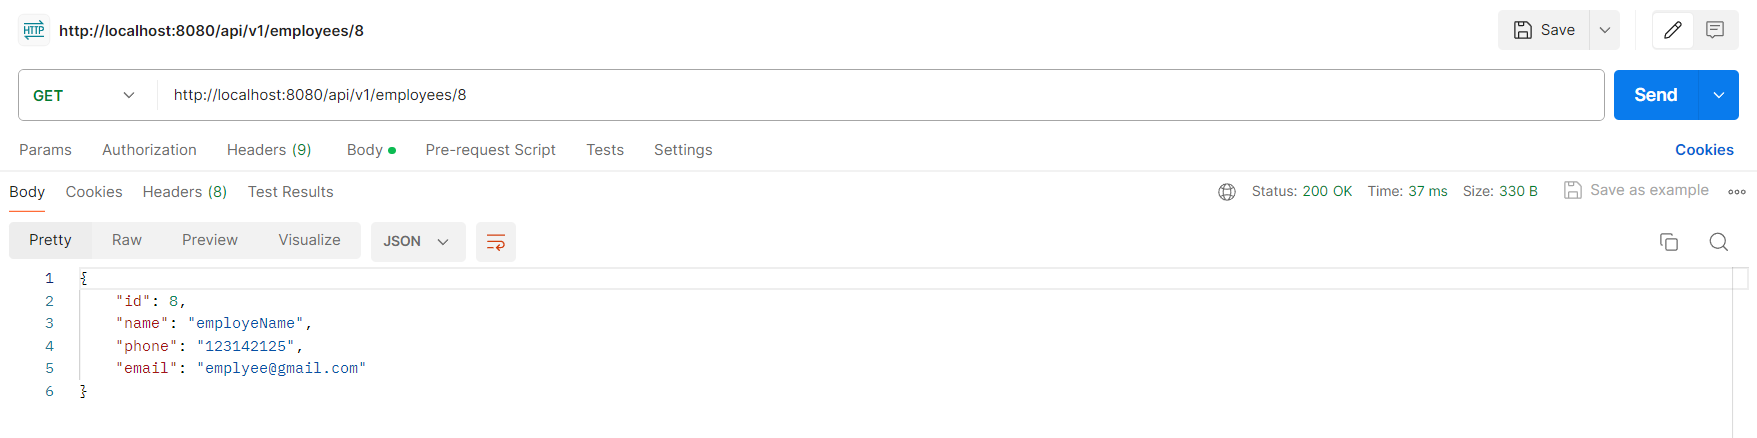 HTTP http://localhost:8080/api/v1/employees/8 Save
GET http://localhost:8080/api/v1/employees/8 Send
Params Authorization Headers (9) Body Pre-request Script Tests Settings Cookies
Body Cookies Headers (8) Test Results Status: 200 OK Time: 37 ms Size: 330 B Save as example
Pretty Raw Preview Visualize JSON
1 {
2 "id": 8,
3 "name": "employeName",
4 "phone": "123142125",
5 "email": "emplyee@gmail.com"
6 }